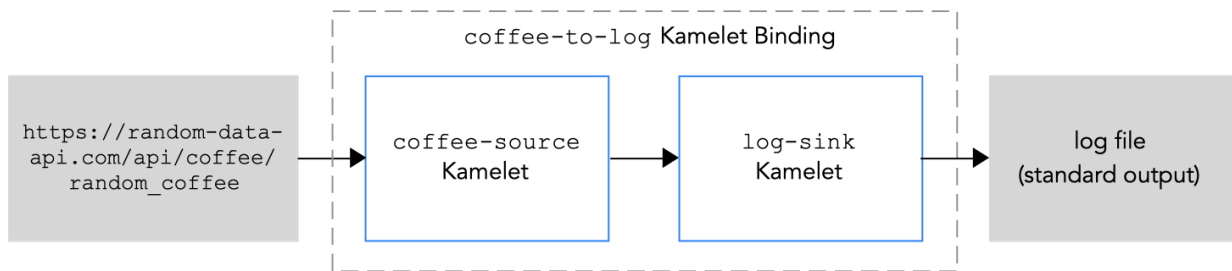 coffee-to-log Kamelet Binding
https://random-data-
api.com/api/coffee/
random_coffee
coffee-source
Kamelet
log-sink
Kamelet
log file
(standard output)